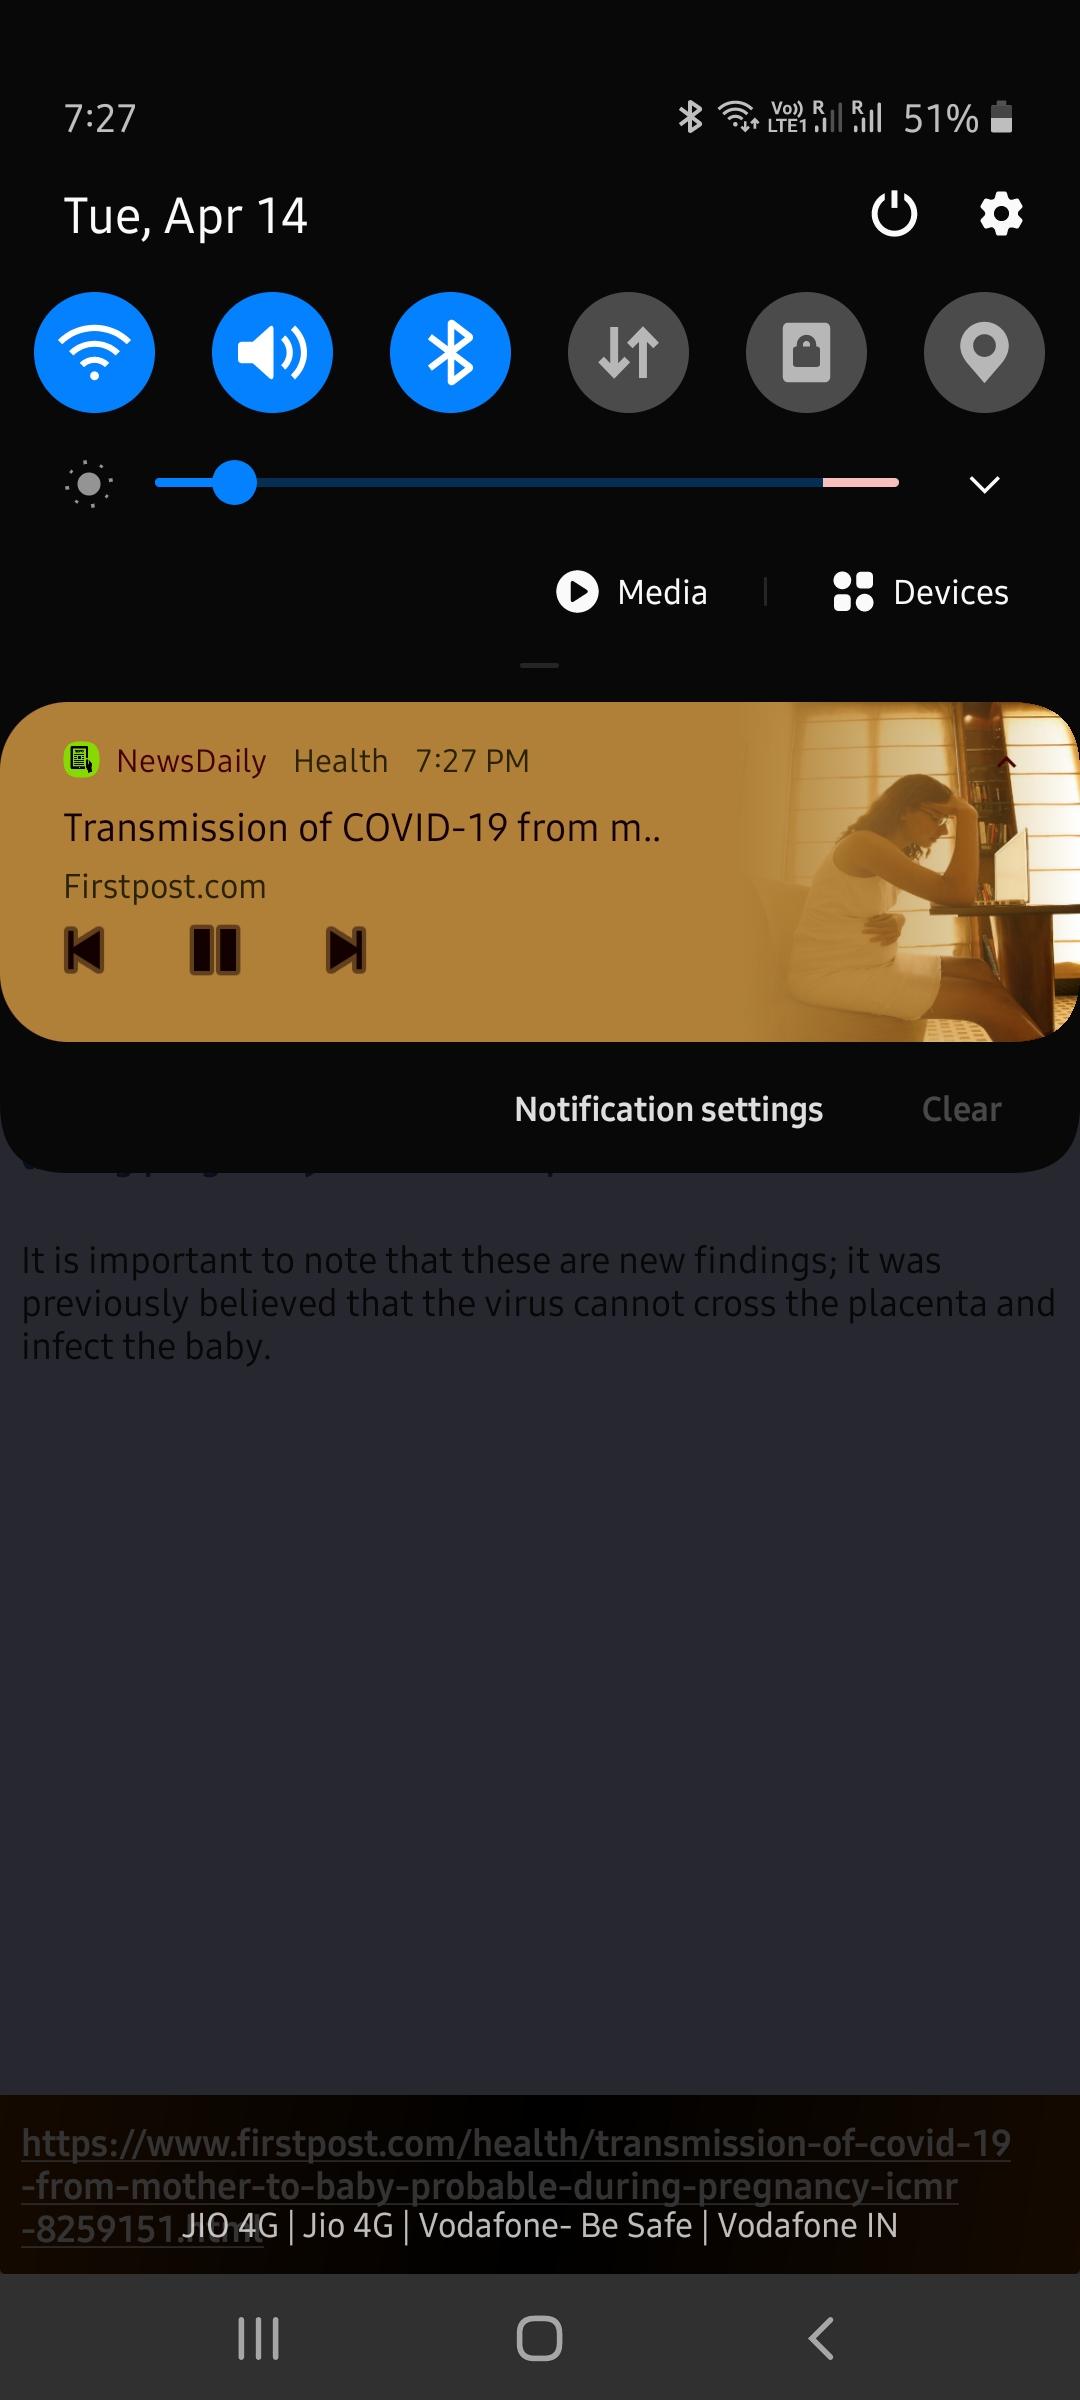 7:27
Vo)) LTE1 R R 51%
Tue, Apr 14
Media | Devices
NewsDaily Health 7:27 PM
Transmission of COVID-19 from m..
Firstpost.com
Notification settings Clear
It is important to note that these are new findings; it was
previously believed that the virus cannot cross the placenta and
infect the baby.
https://www.firstpost.com/health/transmission-of-covid-19
-from-mother-to-baby-probable-during-pregnancy-icmr
-8259151.html
JIO 4G | Jio 4G | Vodafone- Be Safe | Vodafone IN